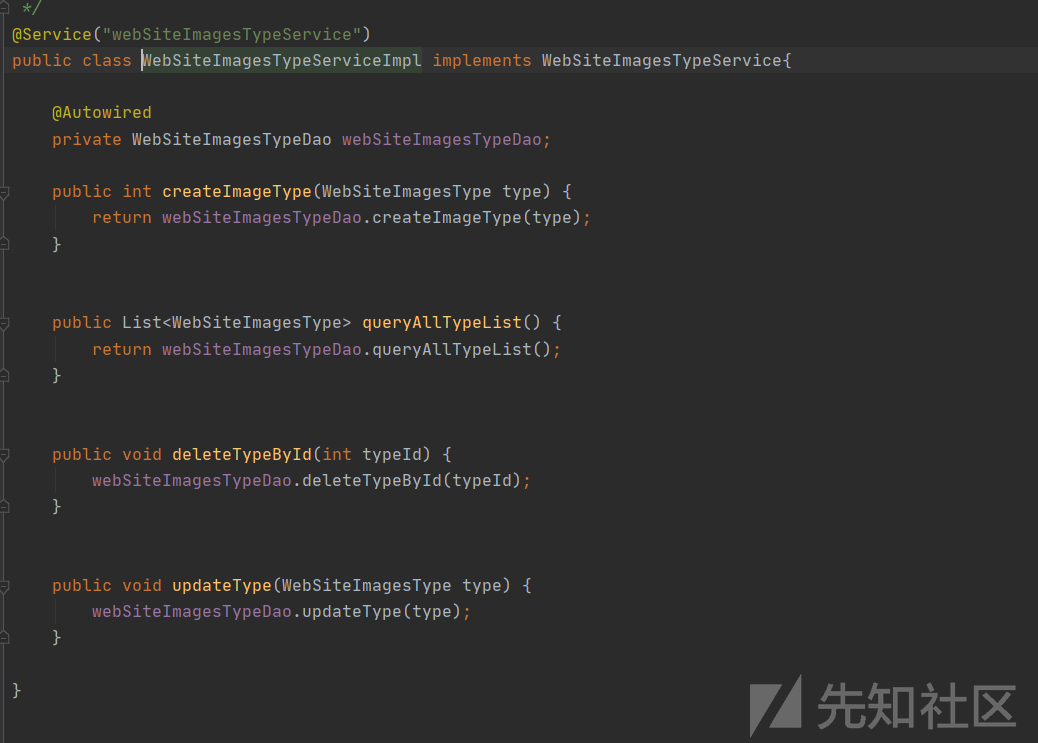 */
@Service("webSiteImagesTypeService")
public class WebSiteImagesTypeServiceImpl implements WebSiteImagesTypeService{
@Autowired
private WebSiteImagesTypeDao webSiteImagesTypeDao;
public int createImageType(WebSiteImagesType type) {
return webSiteImagesTypeDao.createImageType(type);
}
public List<WebSiteImagesType> queryAllTypeList() {
return webSiteImagesTypeDao.queryAllTypeList();
}
public void deleteTypeById(int typeId) {
webSiteImagesTypeDao.deleteTypeById(typeId);
}
public void updateType(WebSiteImagesType type) {
webSiteImagesTypeDao.updateType(type);
}
}
先知社区